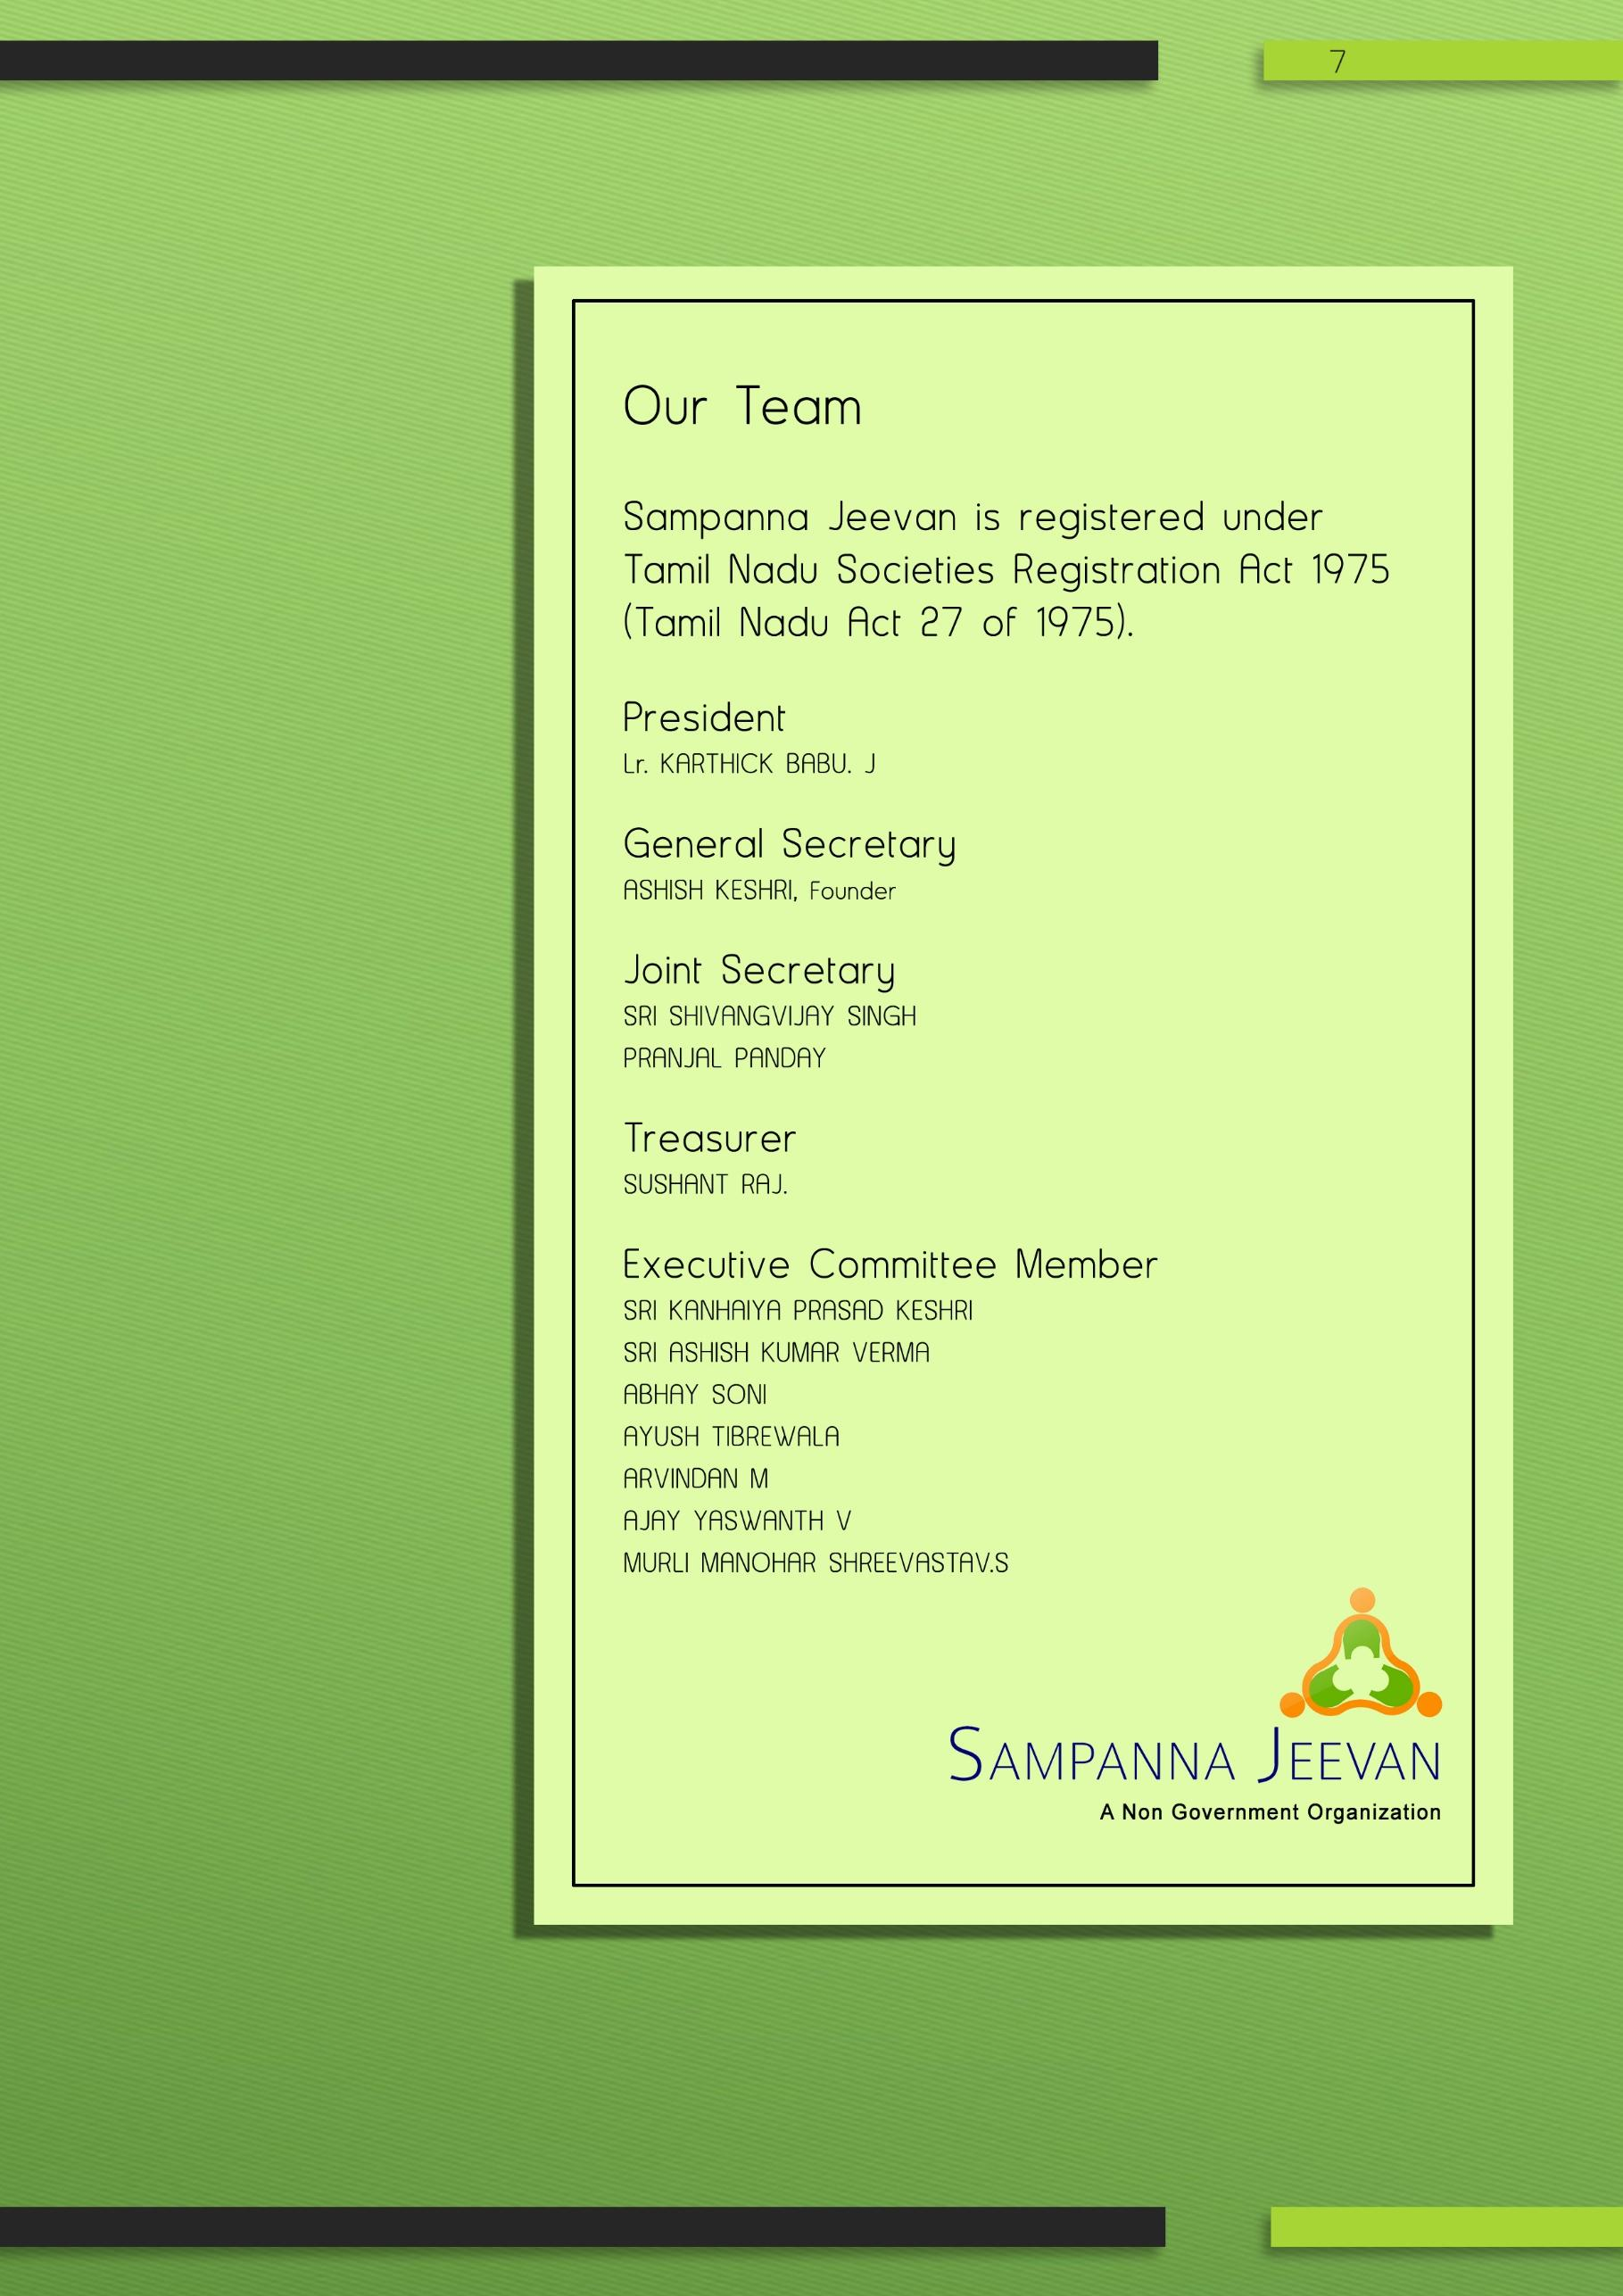 7
Our Team
Sampanna Jeevan is registered under
Tamil Nadu Societies Registration Act 1975
(Tamil Nadu Act 27 of 1975).
President
Lr. KARTHICK BABU. J
General Secretary
ASHISH KESHRI, Founder
Joint Secretary
SRI SHIVANGVIJAY SINGH
PRANJAL PANDAY
Treasurer
SUSHANT RAJ.
Executive Committee Member
SRI KANHAIYA PRASAD KESHRI
SRI ASHISH KUMAR VERMA
ABHAY SONI
AYUSH TIBREWALA
ARVINDAN M
AJAY YASWANTH V
MURLI MANOHAR SHREEVASTAV.S
SAMPANNA JEEVAN
A Non Government Organization